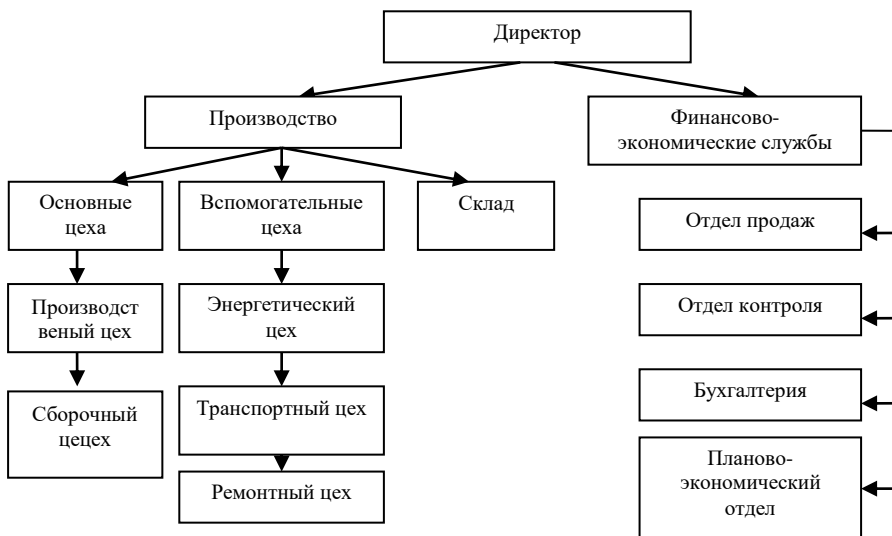 Директор
Производство
Финансово-
экономические службы
Основные
цеха
Вспомогательные
цеха
Склад
Отдел продаж
Производст
веный цех
Энергетический
цех
Отдел контроля
Сборочный
цецех
Транспортный цех
Бухгалтерия
Ремонтный цех
Планово-
экономический
отдел